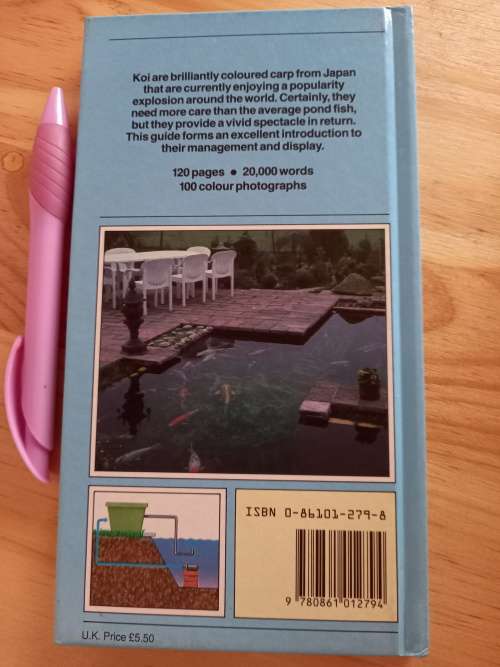 Koi are brilliantly coloured carp from Japan
that are currently enjoying a popularity
explosion around the world. Certainly, they
need more care than the average pond fish,
but they provide a vivid spectacle in return.
This guide forms an excellent introduction to
their management and display.
120 pages ● 20,000 words
100 colour photographs
ISBN 0-86101-279-8
9 780861 012794
U.K. Price £5.50